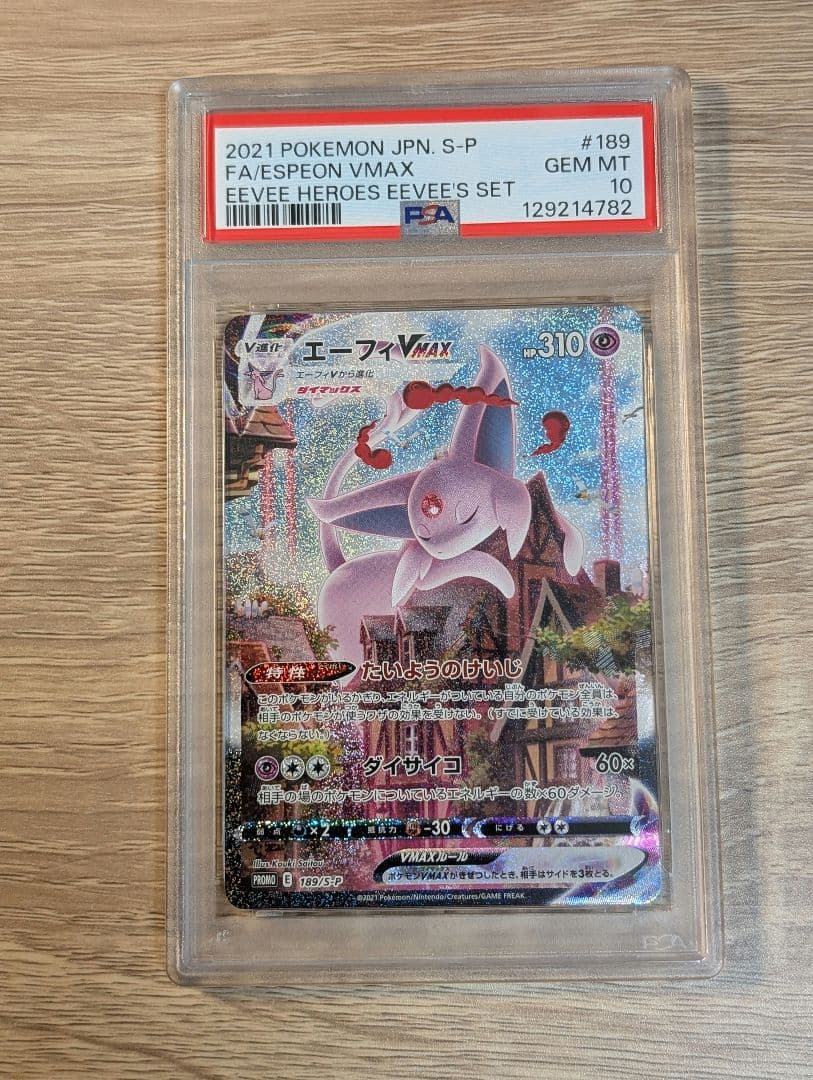 2021 POKEMON JPN. S-P #189
FA/ESPEON VMAX GEM MT
EEVEE HEROES EEVEE'S SET 10
PSA 129214782
V進化 エーフィVMAX HP310
エーフィVから進化
ダイマックス
特性 たいようのけいじ
このポケモンがいるかぎり、エネルギーがついている自分のポケモン全員は、
相手のポケモンが使うワザの効果を受けない。(すでに受けている効果は、
なくならない。)
ダイサイコ 60×
相手の場のポケモンについているエネルギーの数×60ダメージ。
弱点 ×2 抵抗力 -30 にげる
Illus. Kouki Saitou
VMAXルール
PROMO E 189/S-P
ポケモンVMAXがきぜつしたとき、相手はサイドを3枚とる。
©2021 Pokémon/Nintendo/Creatures/GAME FREAK.
PSA